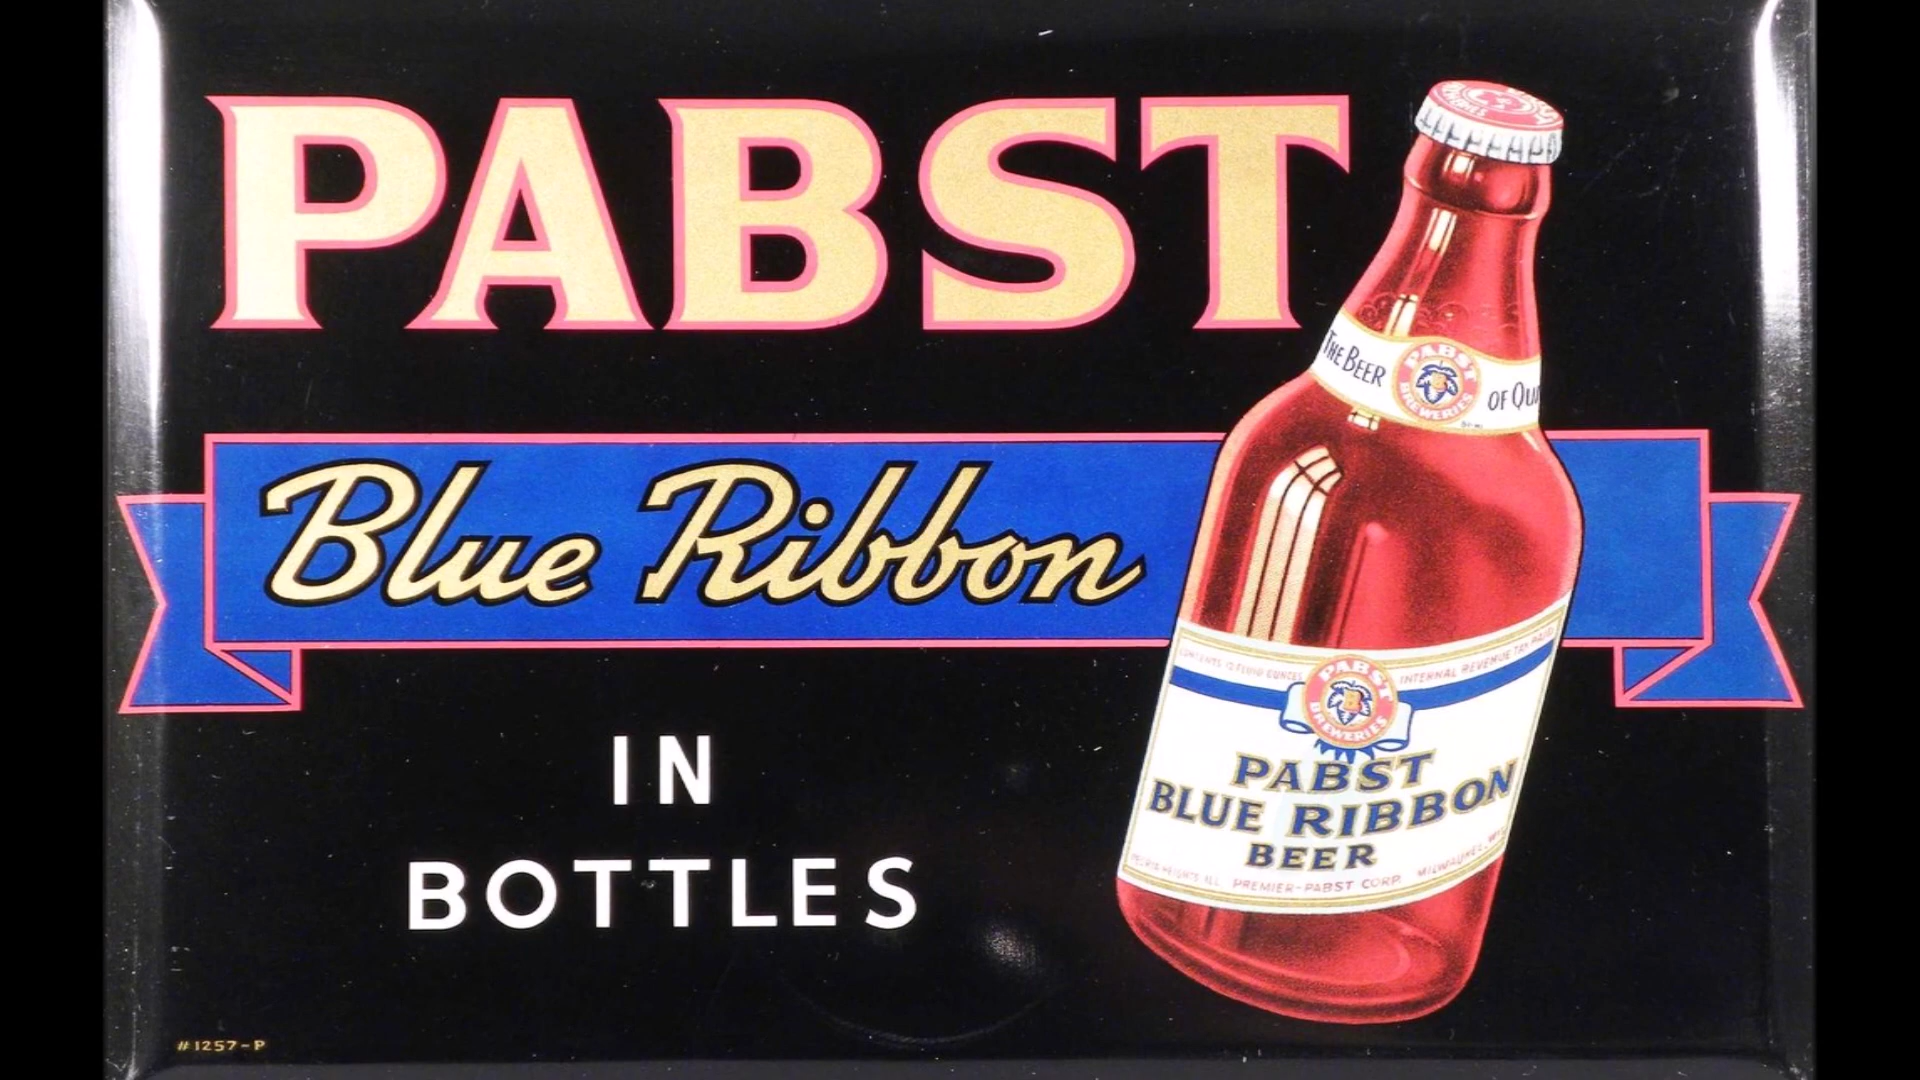 PABST
THE BEER
PABST
BREWERIES
OF QU
Blue Ribbon
CONTENTS 12 FLUID OUNCES
INTERNAL REVENUE TAX PAID
PABST
BREWERIES
PABST
BLUE RIBBON
BEER
PEORIA HEIGHTS ILL. PREMIER-PABST CORP. MILWAUKEE, WIS.
IN
BOTTLES
#1257-P